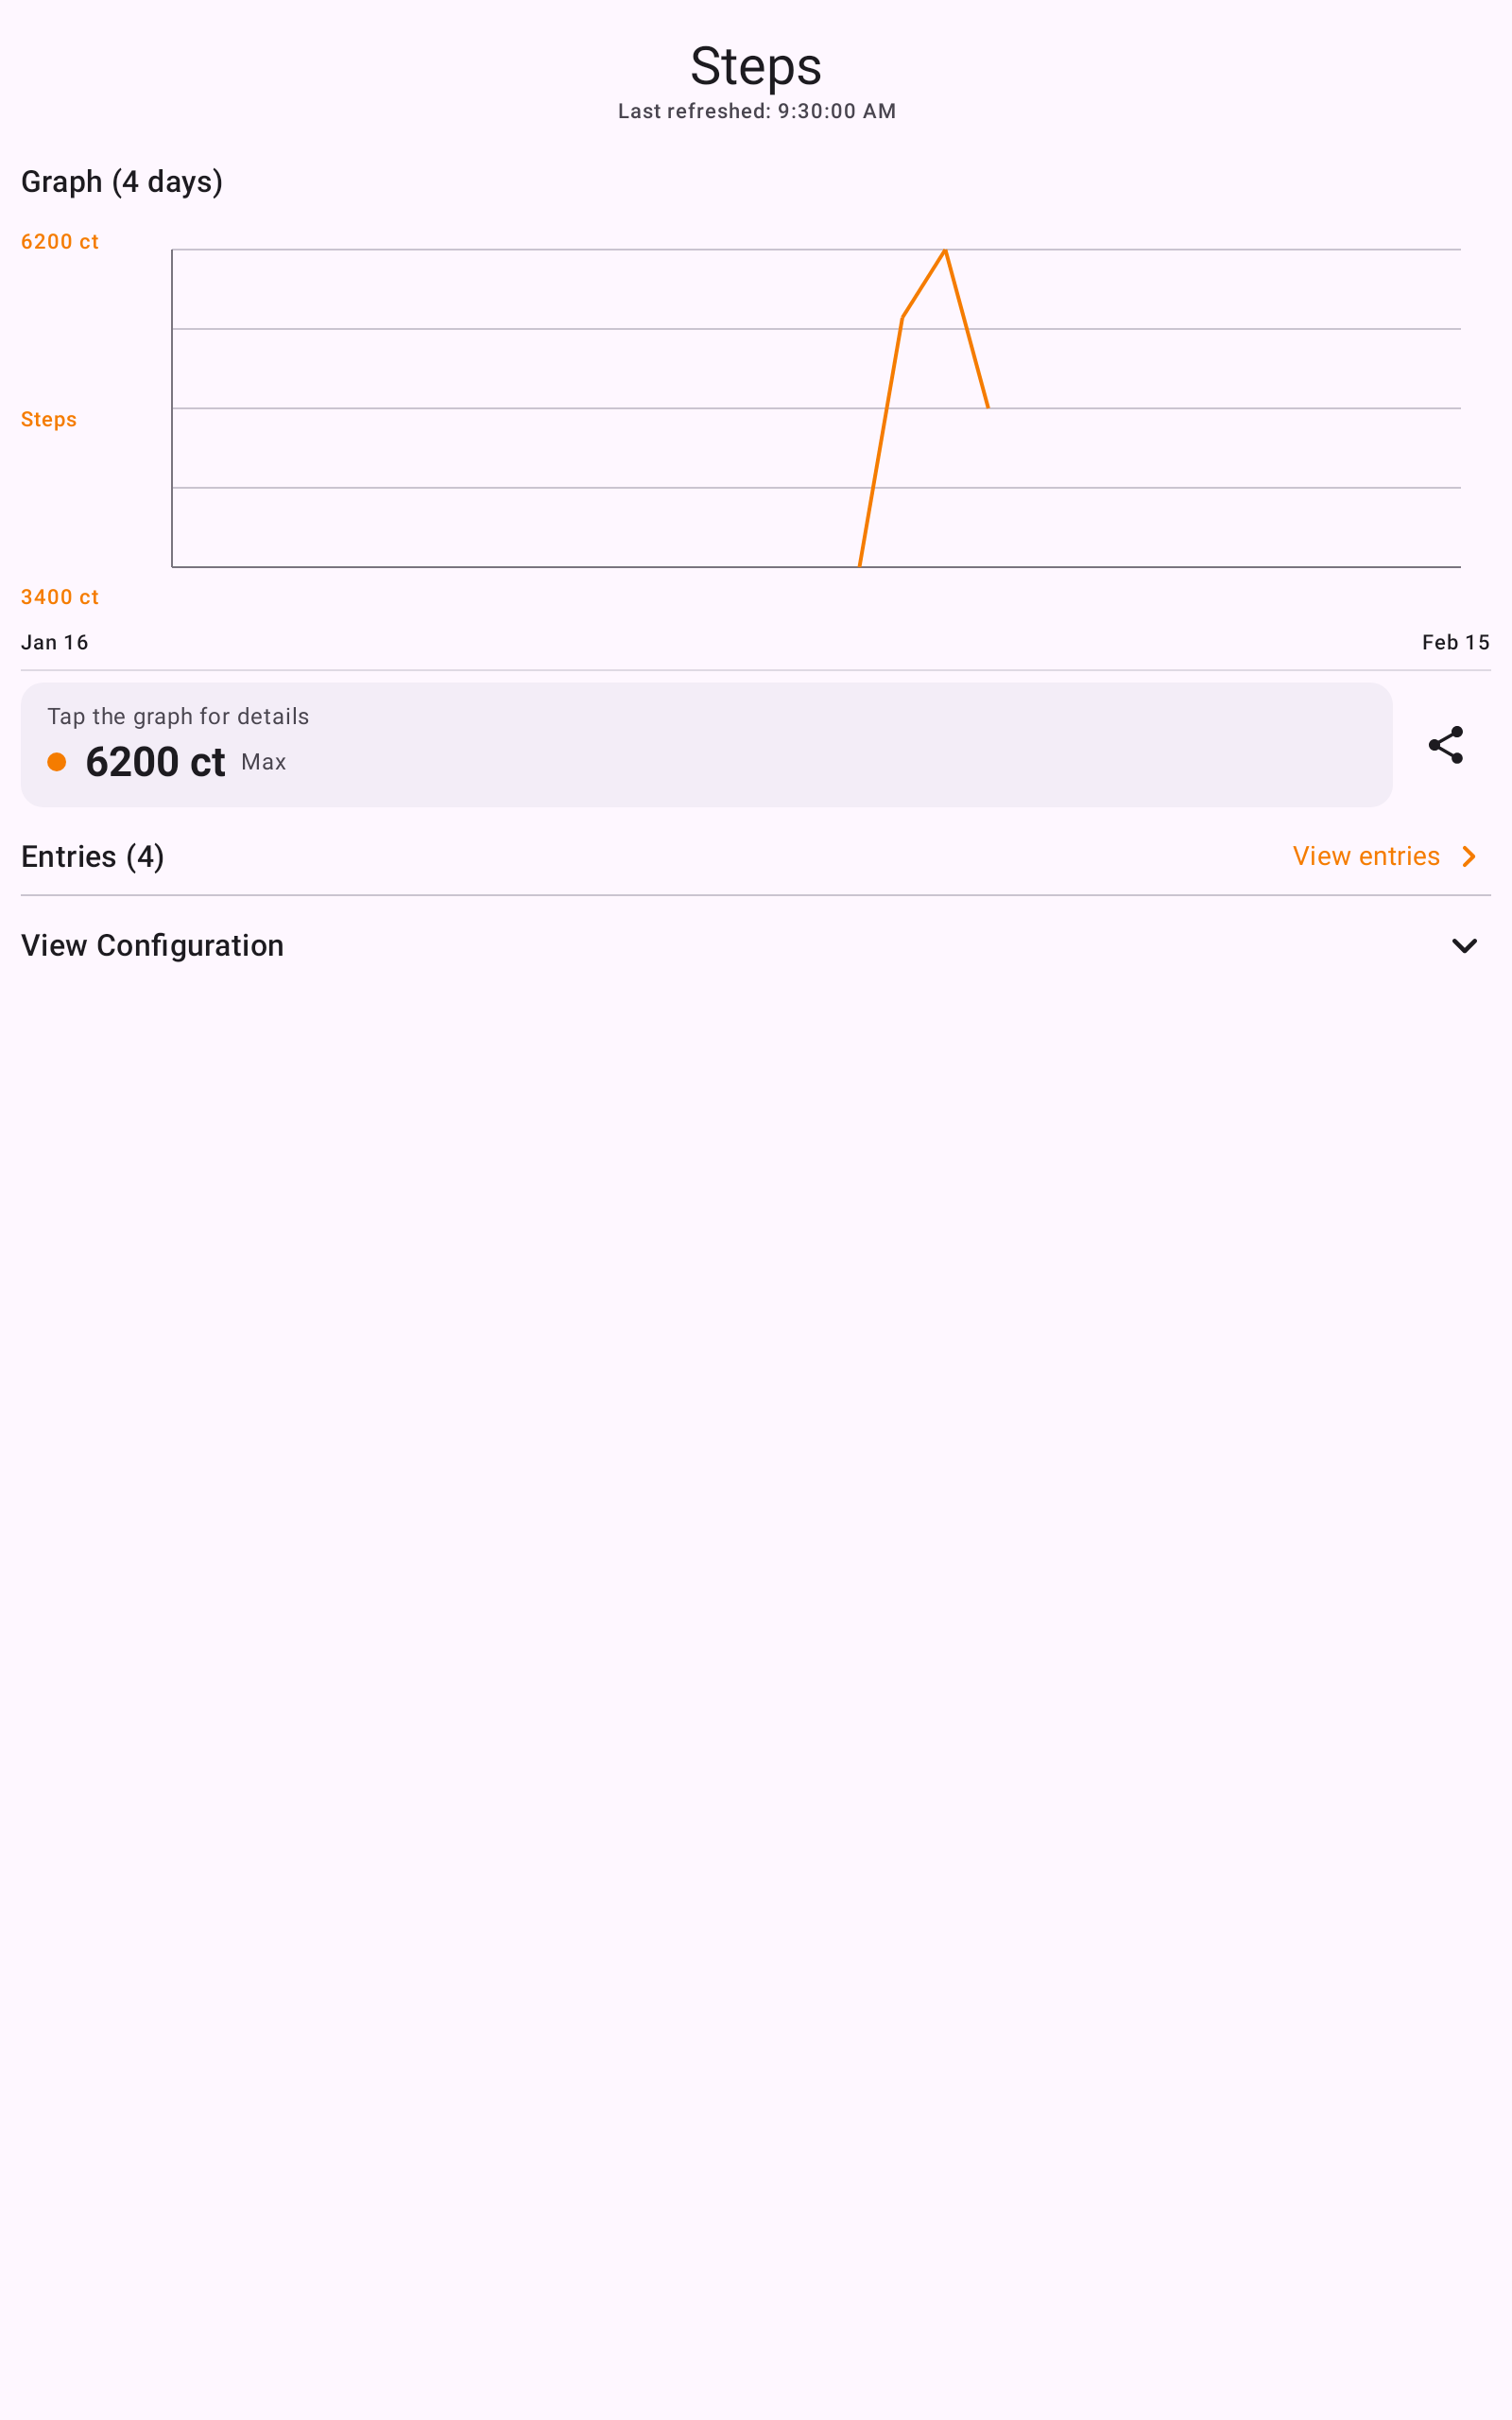 Steps
Last refreshed: 9:30:00 AM
Graph (4 days)
6200 ct
Steps
3400 ct
Jan 16
Feb 15
Tap the graph for details
6200 ct Max
Entries (4)
View entries
View Configuration